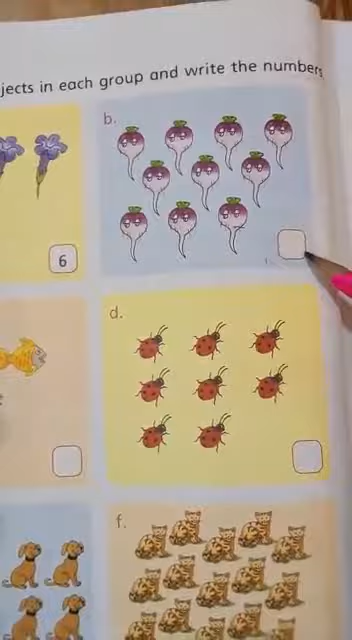 jects in each group and write the numbers
b.
6
d.
f.